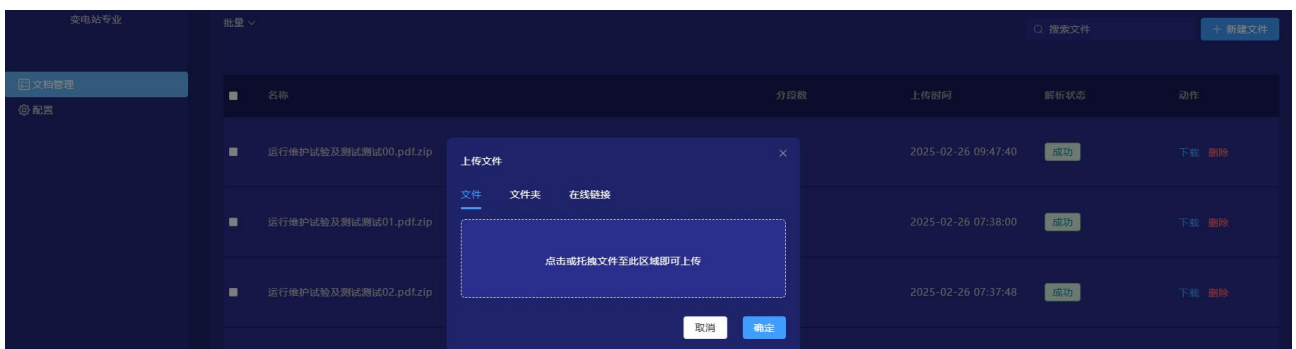 变电站专业
批量
搜索文件
+ 新建文件
文档管理
配置
名称 分段数 上传时间 解析状态 动作
运行维护试验及测试测试00.pdf.zip 2025-02-26 09:47:40 成功 下载 删除
运行维护试验及测试测试01.pdf.zip 2025-02-26 07:38:00 成功 下载 删除
运行维护试验及测试测试02.pdf.zip 2025-02-26 07:37:48 成功 下载 删除
上传文件
文件 文件夹 在线链接
点击或托拽文件至此区域即可上传
取消 确定